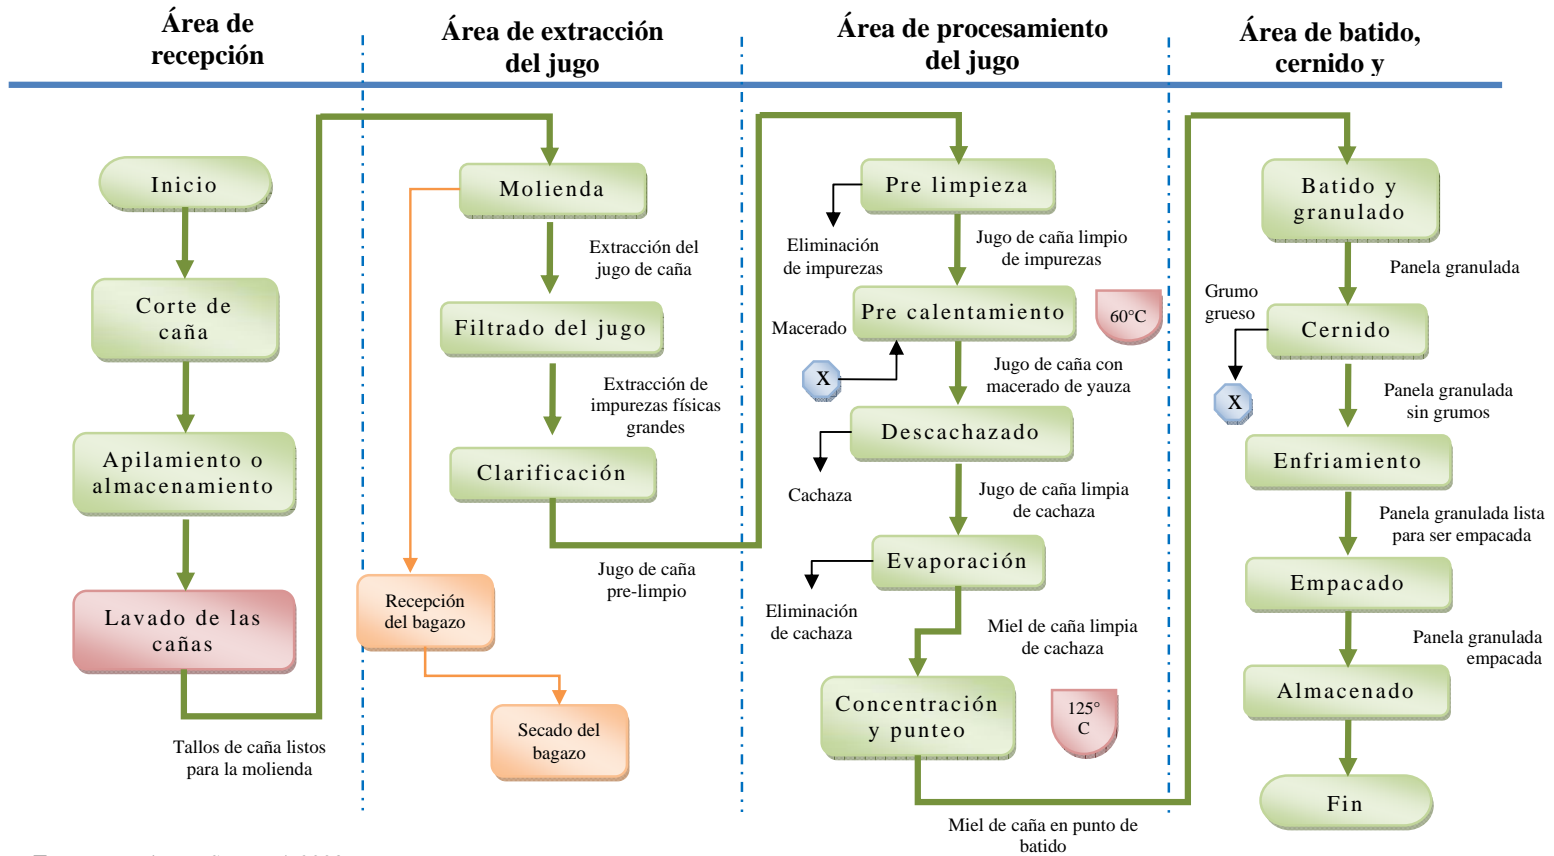 Área de
recepción
Área de extracción
del jugo
Área de procesamiento
del jugo
Área de batido,
cernido y
Inicio
Corte de
caña
Apilamiento o
almacenamiento
Lavado de las
cañas
Tallos de caña listos
para la molienda
Molienda
Extracción del
jugo de caña
Filtrado del jugo
Extracción de
impurezas físicas
grandes
Clarificación
Jugo de caña
pre-limpio
Recepción
del bagazo
Secado del
bagazo
Pre limpieza
Eliminación
de impurezas
Jugo de caña limpio
de impurezas
Pre calentamiento
60°C
Macerado
X
Jugo de caña con
macerado de yauza
Descachazado
Cachaza
Jugo de caña limpia
de cachaza
Evaporación
Eliminación
de cachaza
Miel de caña limpia
de cachaza
Concentración
y punteo
125°
C
Miel de caña en punto de
batido
Batido y
granulado
Panela granulada
Grumo
grueso
Cernido
X
Panela granulada
sin grumos
Enfriamiento
Panela granulada lista
para ser empacada
Empacado
Panela granulada
empacada
Almacenado
Fin